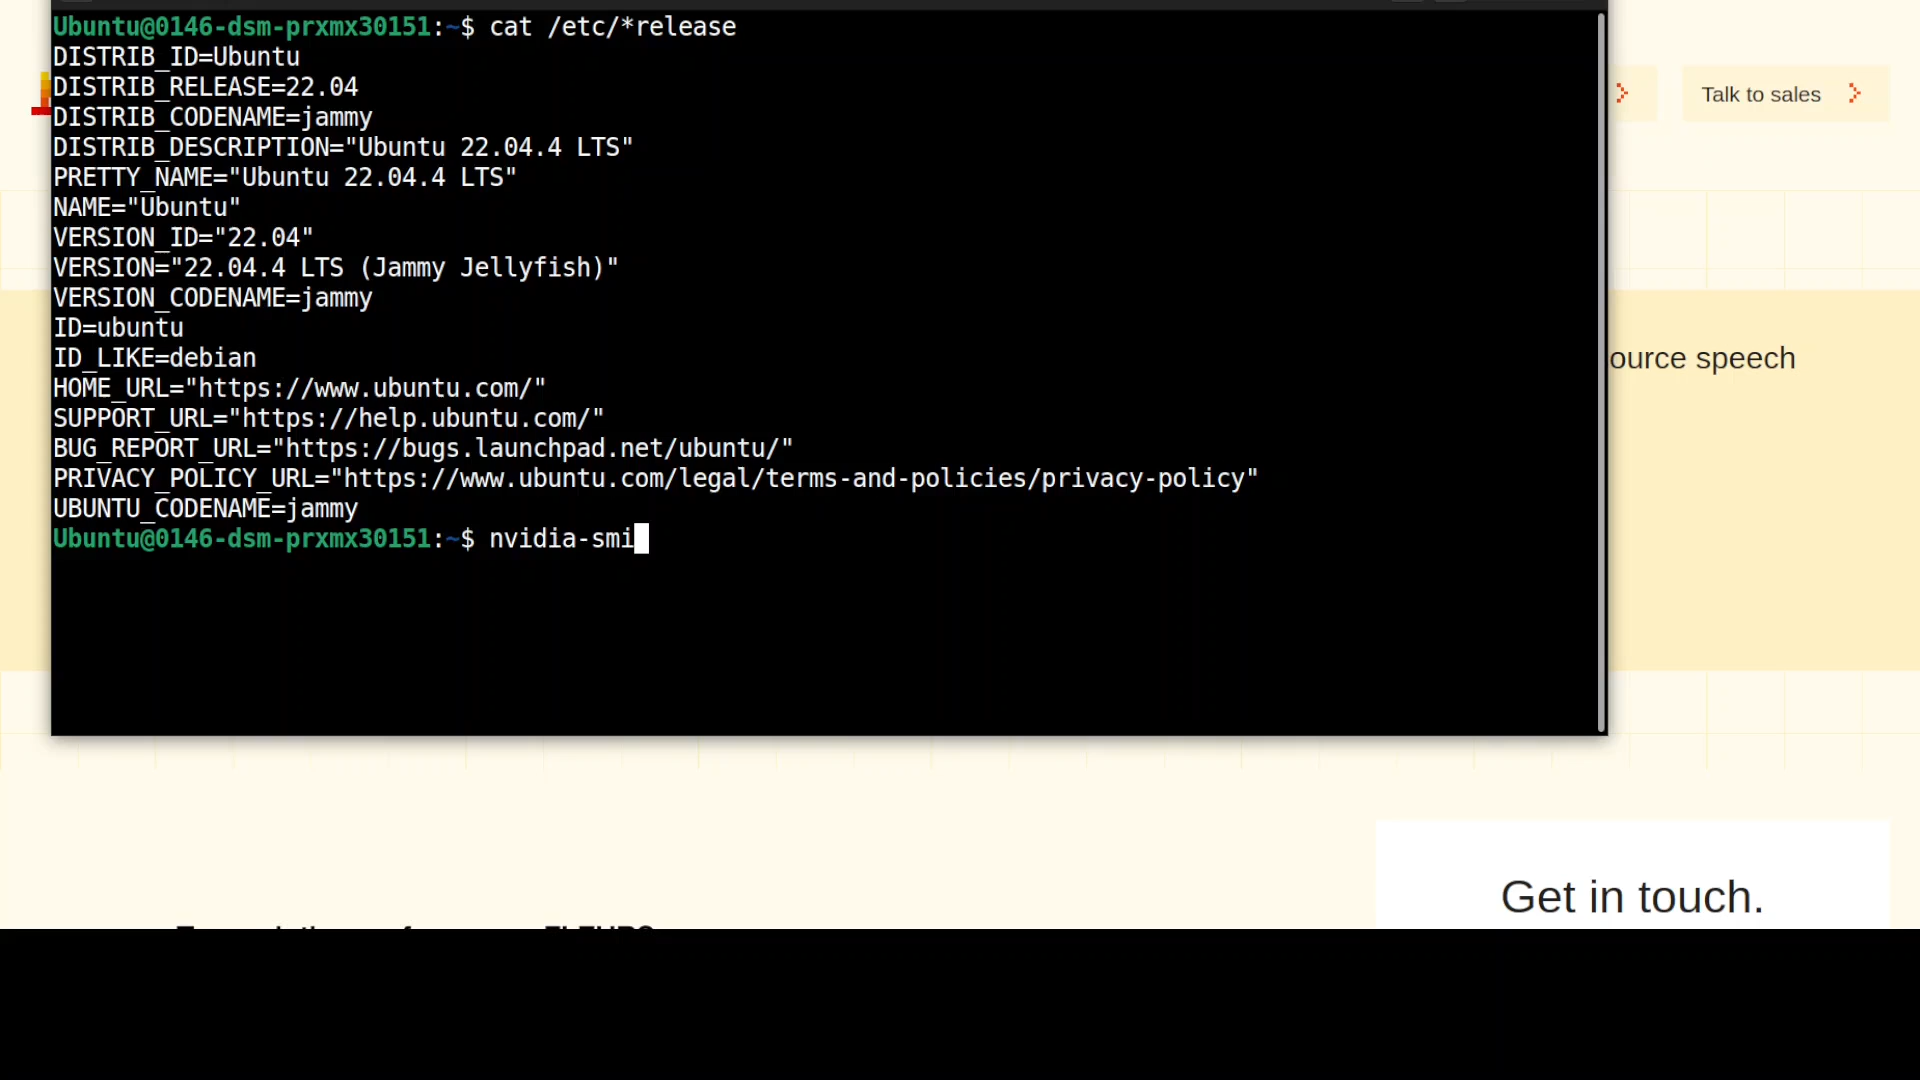 Ubuntu@0146-dsm-prxmx30151:~$ cat /etc/*release
DISTRIB_ID=Ubuntu
DISTRIB_RELEASE=22.04
DISTRIB_CODENAME=jammy
DISTRIB_DESCRIPTION="Ubuntu 22.04.4 LTS"
PRETTY_NAME="Ubuntu 22.04.4 LTS"
NAME="Ubuntu"
VERSION_ID="22.04"
VERSION="22.04.4 LTS (Jammy Jellyfish)"
VERSION_CODENAME=jammy
ID=ubuntu
ID_LIKE=debian
HOME_URL="https://www.ubuntu.com/"
SUPPORT_URL="https://help.ubuntu.com/"
BUG_REPORT_URL="https://bugs.launchpad.net/ubuntu/"
PRIVACY_POLICY_URL="https://www.ubuntu.com/legal/terms-and-policies/privacy-policy"
UBUNTU_CODENAME=jammy
Ubuntu@0146-dsm-prxmx30151:~$ nvidia-smi
Talk to sales
ource speech
Get in touch.